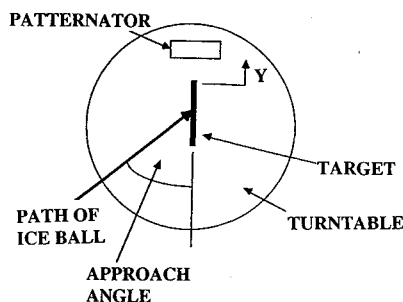 PATTERNATOR
Y
TARGET
PATH OF
ICE BALL
TURNTABLE
APPROACH
ANGLE